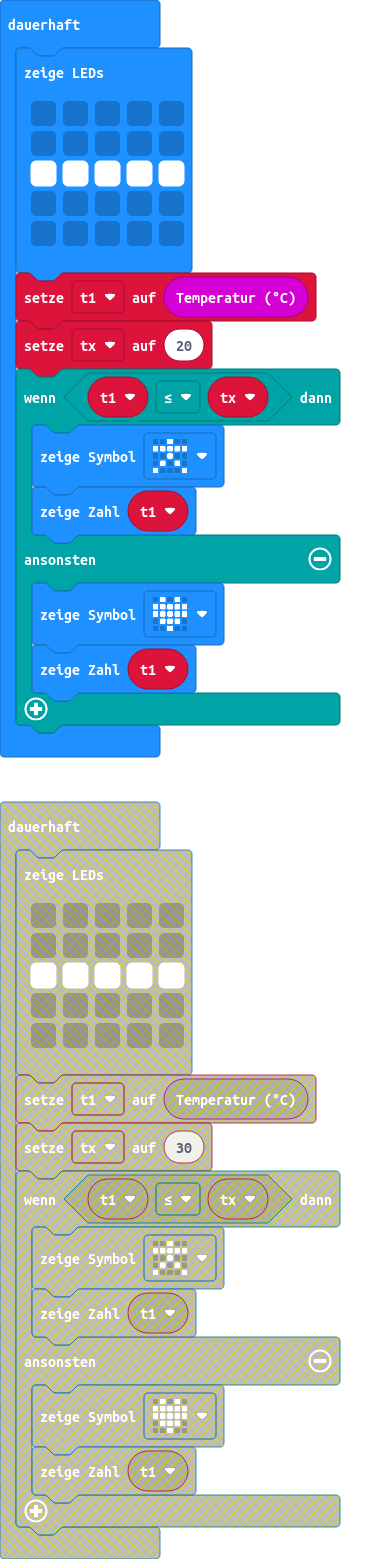 dauerhaft
zeige LEDs
setze t1 auf Temperatur (°C)
setze tx auf 20
wenn t1 ≤ tx dann
zeige Symbol
zeige Zahl t1
ansonsten
zeige Symbol
zeige Zahl t1
dauerhaft
zeige LEDs
setze t1 auf Temperatur (°C)
setze tx auf 30
wenn t1 ≤ tx dann
zeige Symbol
zeige Zahl t1
ansonsten
zeige Symbol
zeige Zahl t1